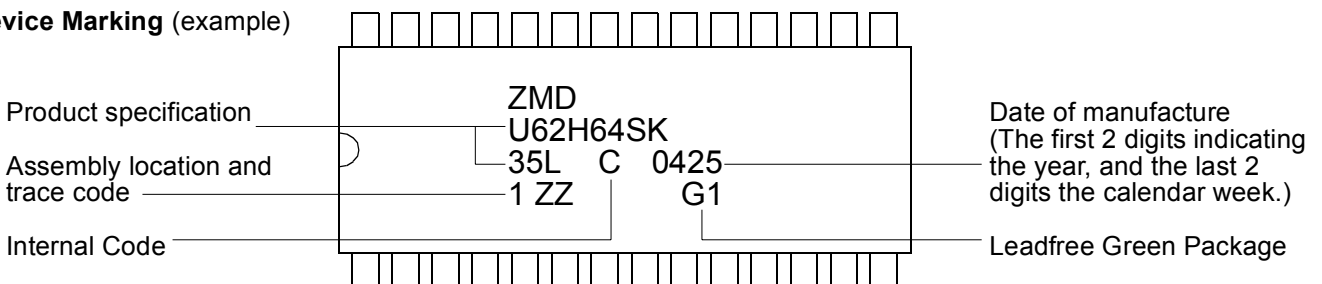 vice Marking (example)
Product specification
Assembly location and
trace code
Internal Code
ZMD
U62H64SK
35L C 0425
1 ZZ G1
Date of manufacture
(The first 2 digits indicating
the year, and the last 2
digits the calendar week.)
Leadfree Green Package